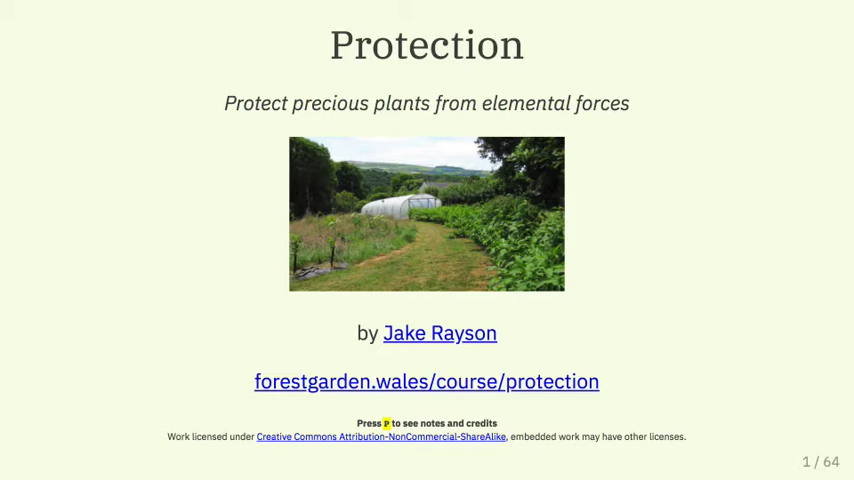 Protection
Protect precious plants from elemental forces
by Jake Rayson
forestgarden.wales/course/protection
Press P to see notes and credits
Work licensed under Creative Commons Attribution-NonCommercial-ShareAlike, embedded work may have other licenses.
1 / 64